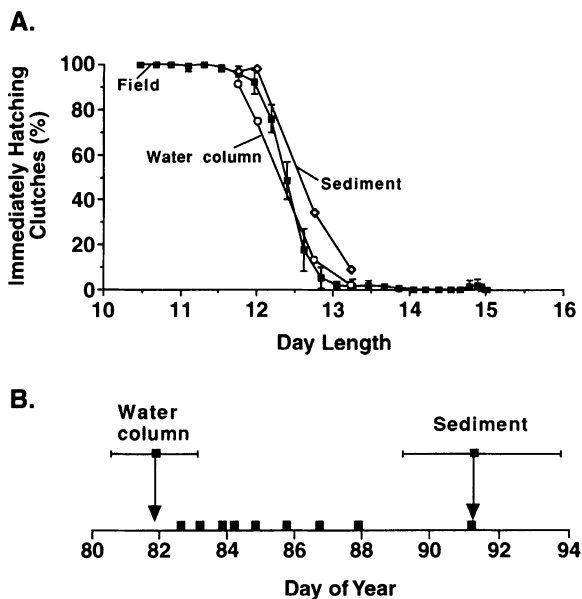 A.
Immediately Hatching
Clutches (%)
100
80
60
40
20
0
Field
Water column
Sediment
10 11 12 13 14 15 16
Day Length
B.
Water
column
Sediment
80 82 84 86 88 90 92 94
Day of Year